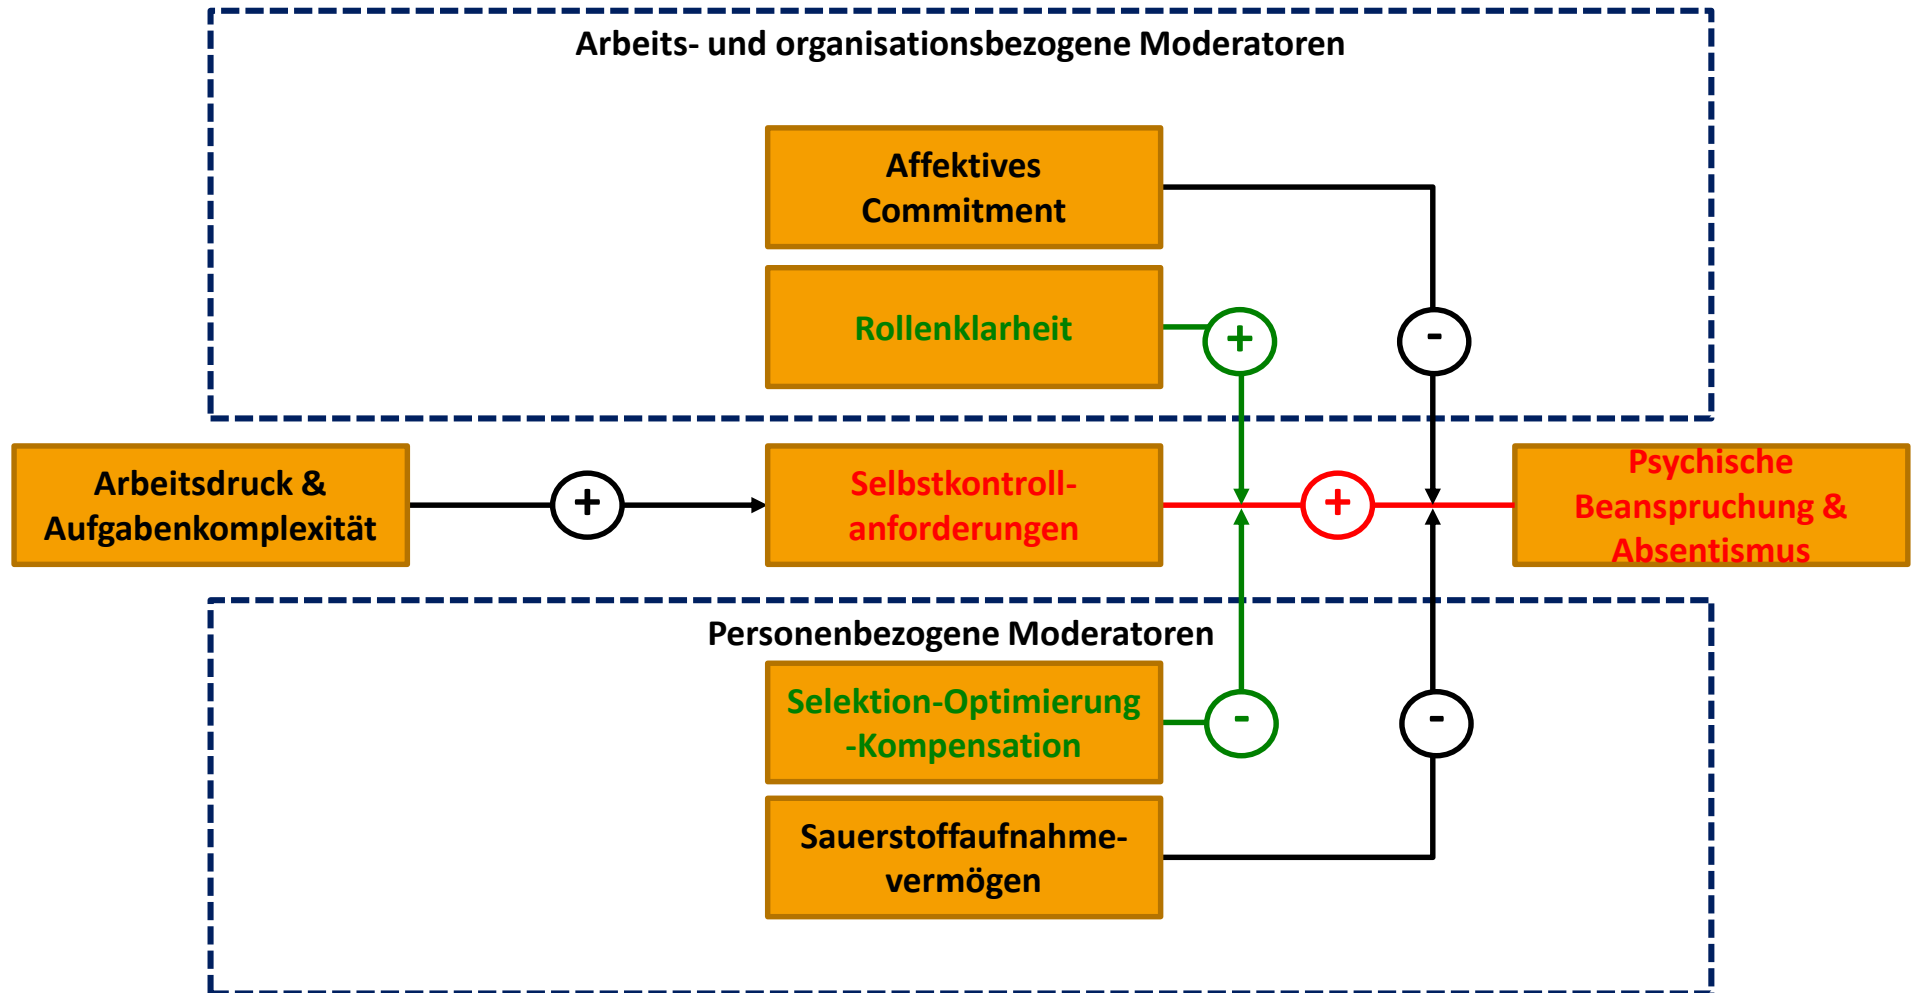 Arbeits- und organisationsbezogene Moderatoren
Affektives
Commitment
Rollenklarheit
+
-
Arbeitsdruck &
Aufgabenkomplexität
+
Selbstkontroll-
anforderungen
+
Psychische
Beanspruchung &
Absentismus
Personenbezogene Moderatoren
Selektion-Optimierung
-Kompensation
-
-
Sauerstoffaufnahme-
vermögen